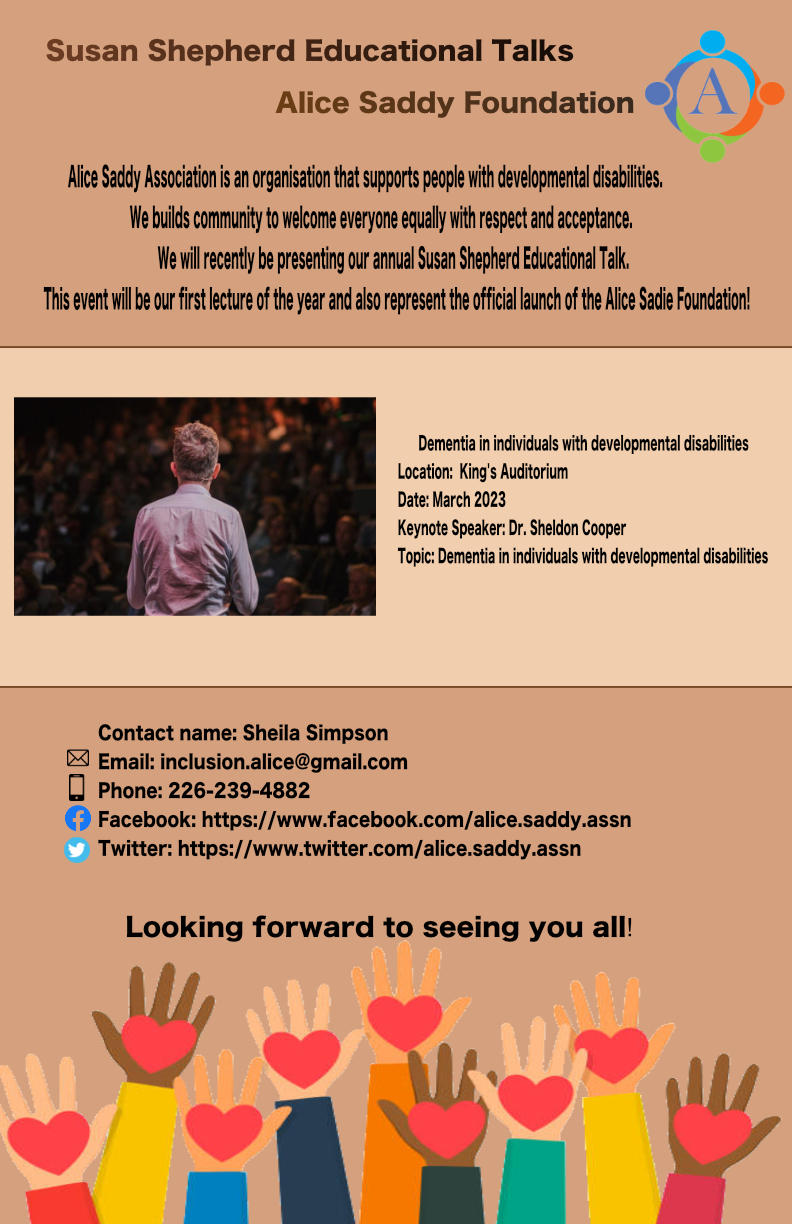 Susan Shepherd Educational Talks
Alice Saddy Foundation
A
Alice Saddy Association is an organisation that supports people with developmental disabilities.
We builds community to welcome everyone equally with respect and acceptance.
We will recently be presenting our annual Susan Shepherd Educational Talk.
This event will be our first lecture of the year and also represent the official launch of the Alice Sadie Foundation!
Dementia in individuals with developmental disabilities
Location: King's Auditorium
Date: March 2023
Keynote Speaker: Dr. Sheldon Cooper
Topic: Dementia in individuals with developmental disabilities
Contact name: Sheila Simpson
Email: inclusion.alice@gmail.com
Phone: 226-239-4882
Facebook: https://www.facebook.com/alice.saddy.assn
Twitter: https://www.twitter.com/alice.saddy.assn
Looking forward to seeing you all!